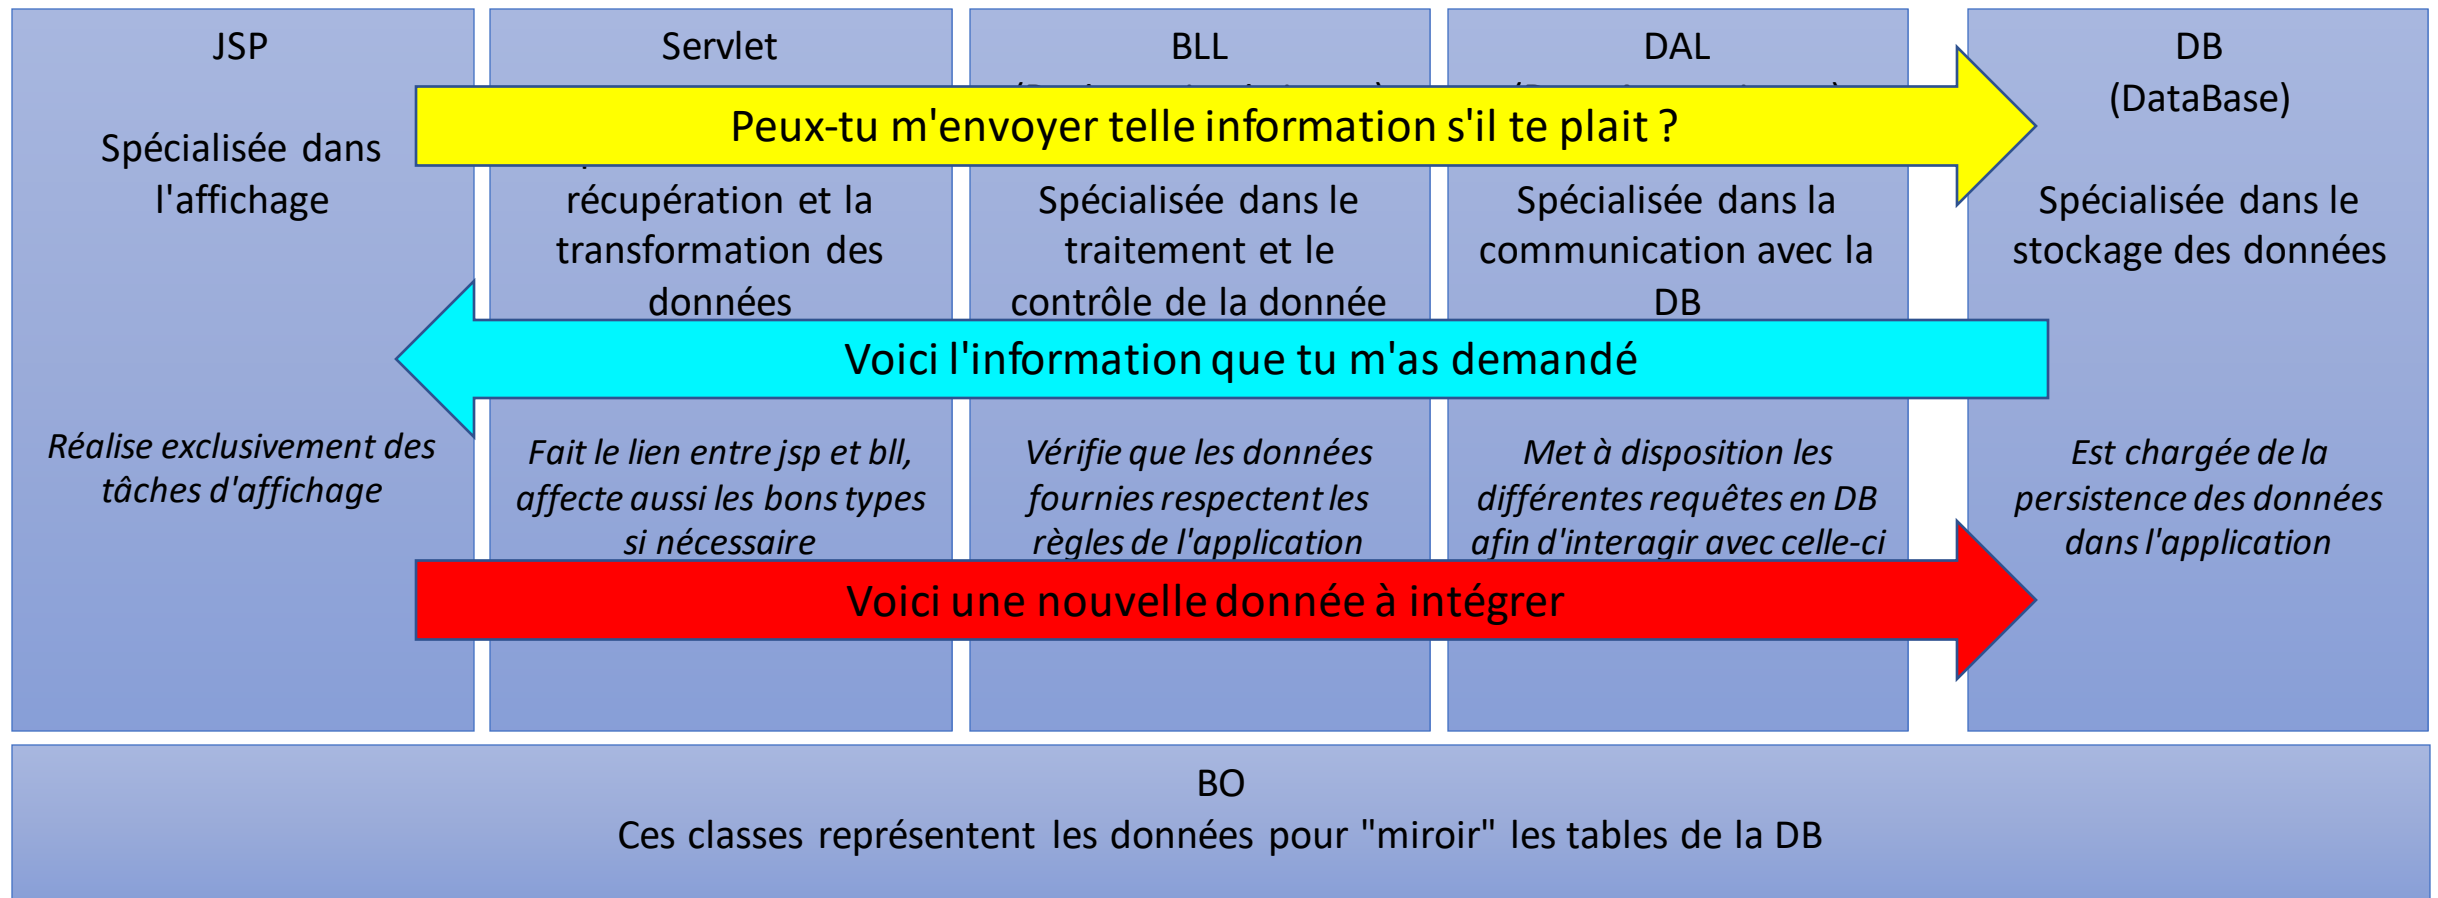 JSP
Spécialisée dans
l'affichage
Réalise exclusivement des
tâches d'affichage
Servlet
récupération et la
transformation des
données
Fait le lien entre jsp et bll,
affecte aussi les bons types
si nécessaire
BLL
Spécialisée dans le
traitement et le
contrôle de la donnée
Vérifie que les données
fournies respectent les
règles de l'application
DAL
Spécialisée dans la
communication avec la
DB
Met à disposition les
différentes requêtes en DB
afin d'interagir avec celle-ci
DB
(DataBase)
Spécialisée dans le
stockage des données
Est chargée de la
persistence des données
dans l'application
Peux-tu m'envoyer telle information s'il te plait ?
Voici l'information que tu m'as demandé
Voici une nouvelle donnée à intégrer
BO
Ces classes représentent les données pour "miroir" les tables de la DB